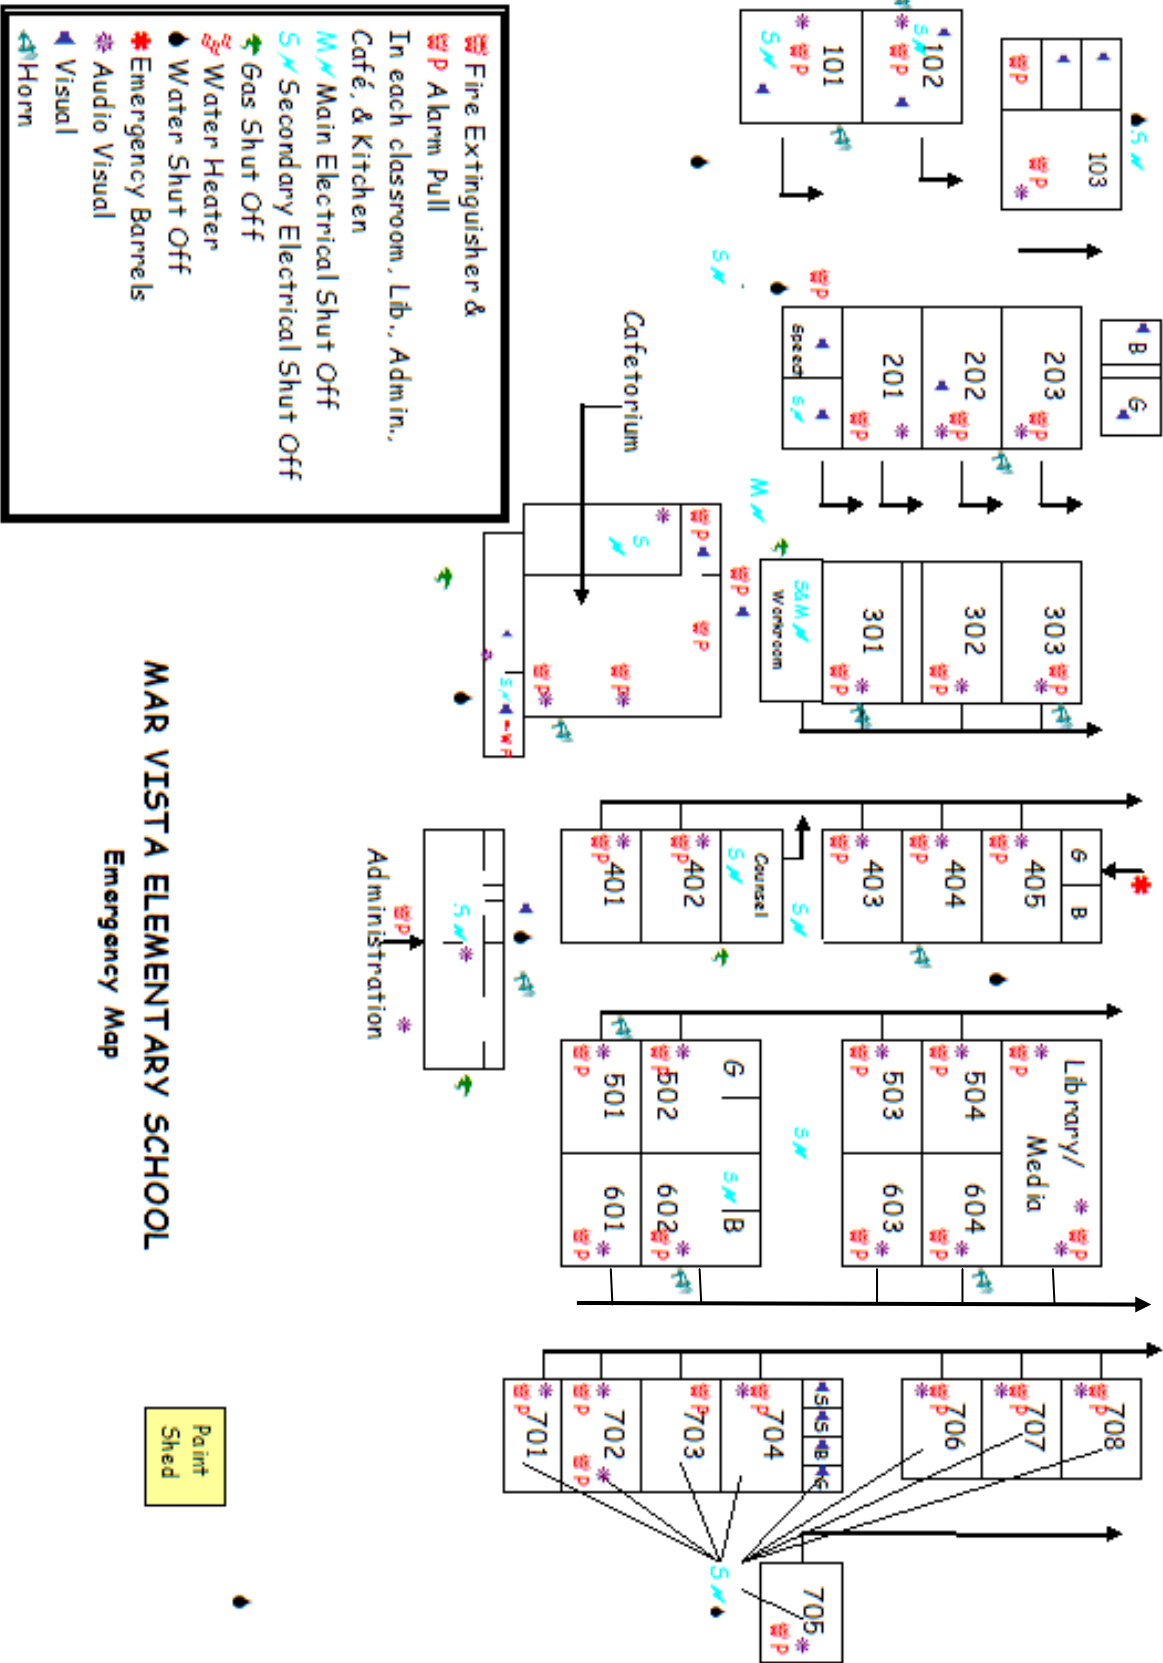 MAR VISTA ELEMENTARY SCHOOL
Emergency Map
Fire Extinguisher &
P Alarm Pull
In each classroom, Lib., Admin.,
Café, & Kitchen
M Main Electrical Shut Off
S Secondary Electrical Shut Off
Gas Shut Off
Water Heater
Water Shut Off
Emergency Barrels
Audio Visual
Visual
Horn
103
P
P
S
102
S
P
101
S
P
B
G
203
P
202
P
201
P
Speech
S
P
S
M
303
P
302
P
301
P
S&M
Workroom
Cafetorium
S
P
P
P
P
P
S
P
G
B
405
P
404
P
403
P
S
Counsel
S
402
P
401
P
Administration
S
P
Library/
Media
P
P
504
P
604
P
503
P
603
P
S
G
S
B
502
P
602
P
501
P
601
P
708
P
707
P
706
P
S
S
B
G
704
P
703
P
702
P
P
701
P
705
P
S
Paint
Shed